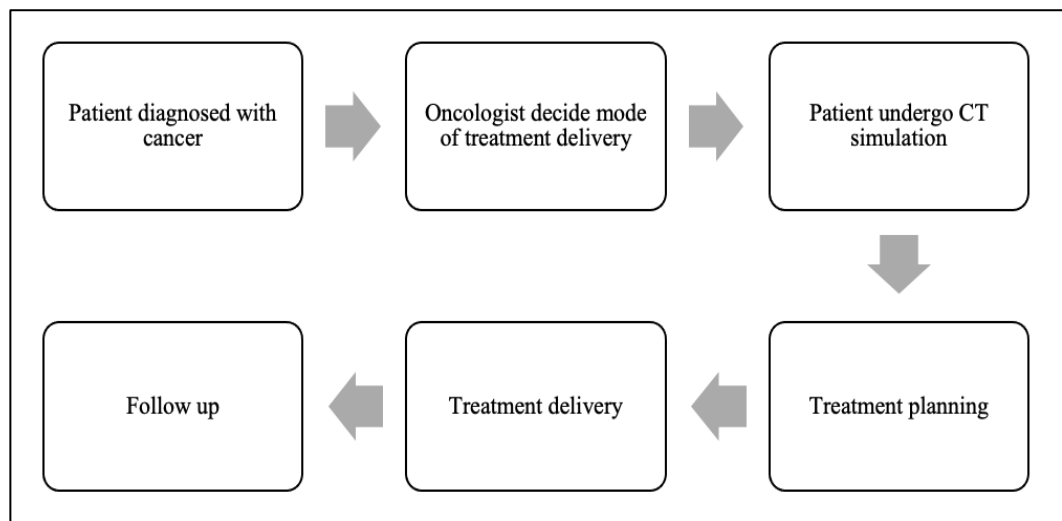 Patient diagnosed with
cancer
Oncologist decide mode
of treatment delivery
Patient undergo CT
simulation
Treatment planning
Treatment delivery
Follow up